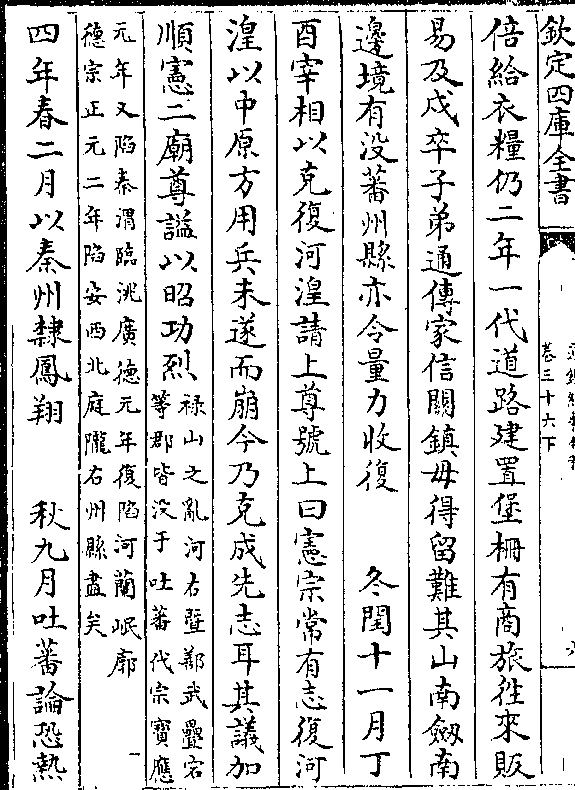 欽定四庫全書
卷三十六下
倍給衣糧仍二年一代道路建置堡柵有商旅往來販
易及戍卒子弟通傳家信關鎮毋得留難其山南劔南
邊境有没蕃州縣亦令量力收復　冬閏十一月丁
酉宰相以克復河湟請上尊號上曰憲宗常有志復河
湟以中原方用兵未遂而崩今乃克成先志耳其議加
順憲二廟尊謚以昭功烈
祿山之亂河右暨鄯武疊宕
等郡皆没于吐蕃代宗寶應
元年又陷秦渭臨洮廣德元年復陷河蘭岷廓
德宗正元二年陷安西北庭隴右州縣盡矣
四年春二月以秦州隸鳳翔　秋九月吐蕃論恐熱